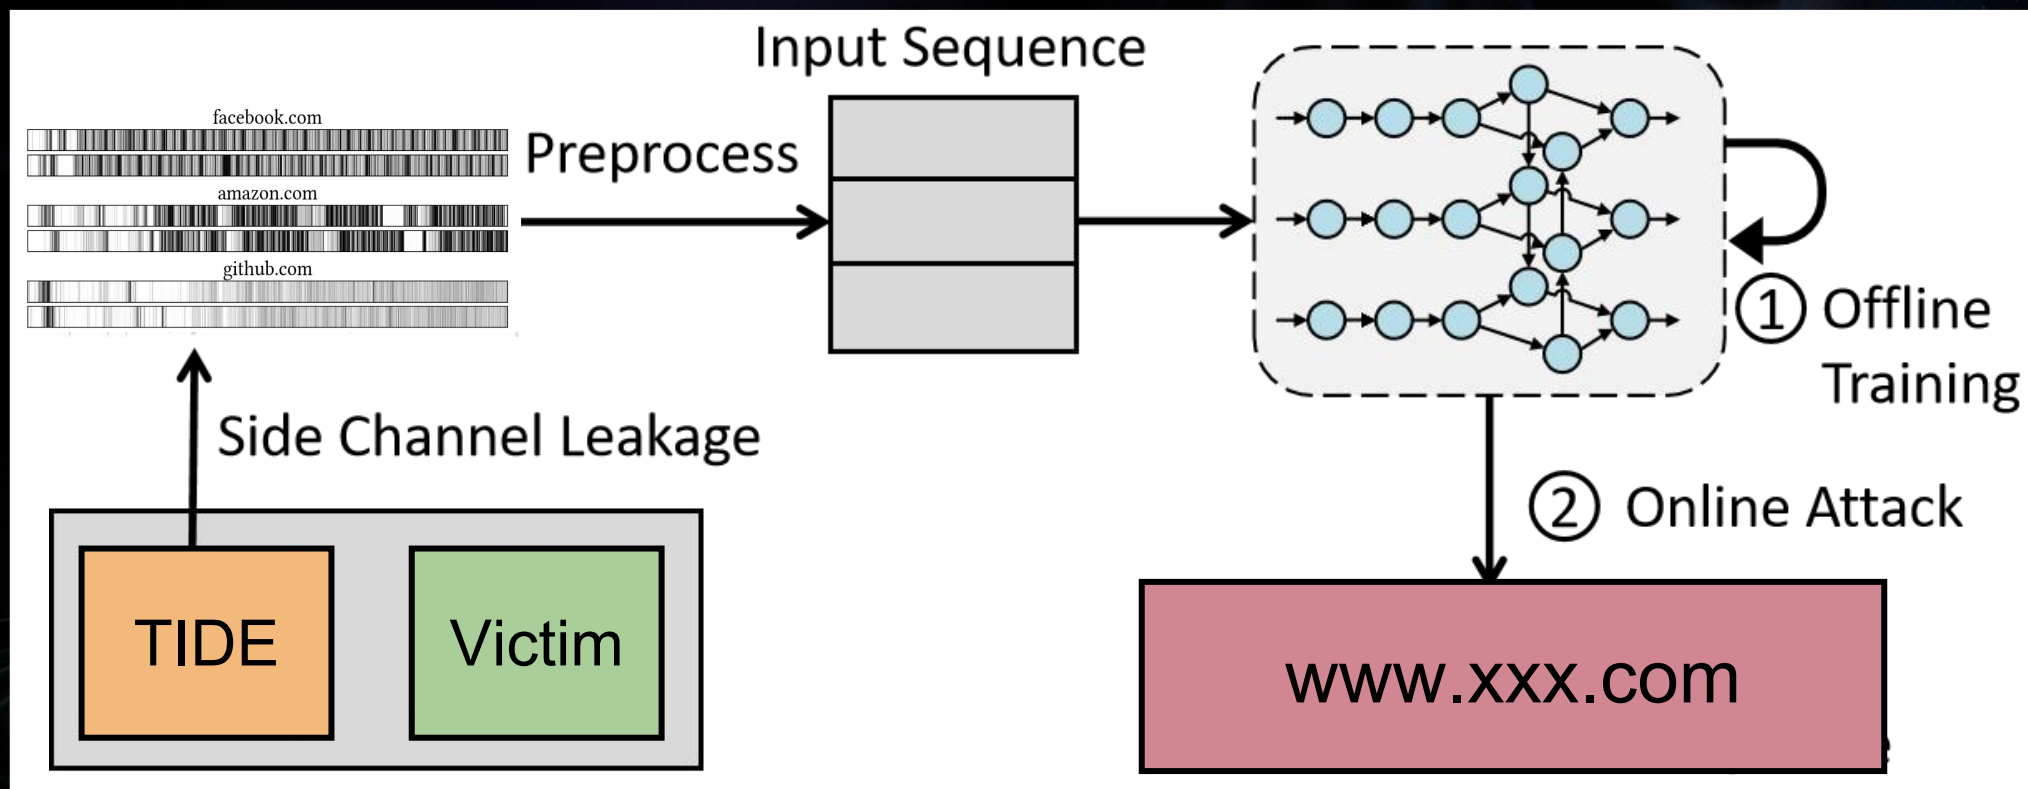 Input Sequence
facebook.com
Preprocess
amazon.com
github.com
① Offline
Training
Side Channel Leakage
② Online Attack
TIDE
Victim
www.xxx.com